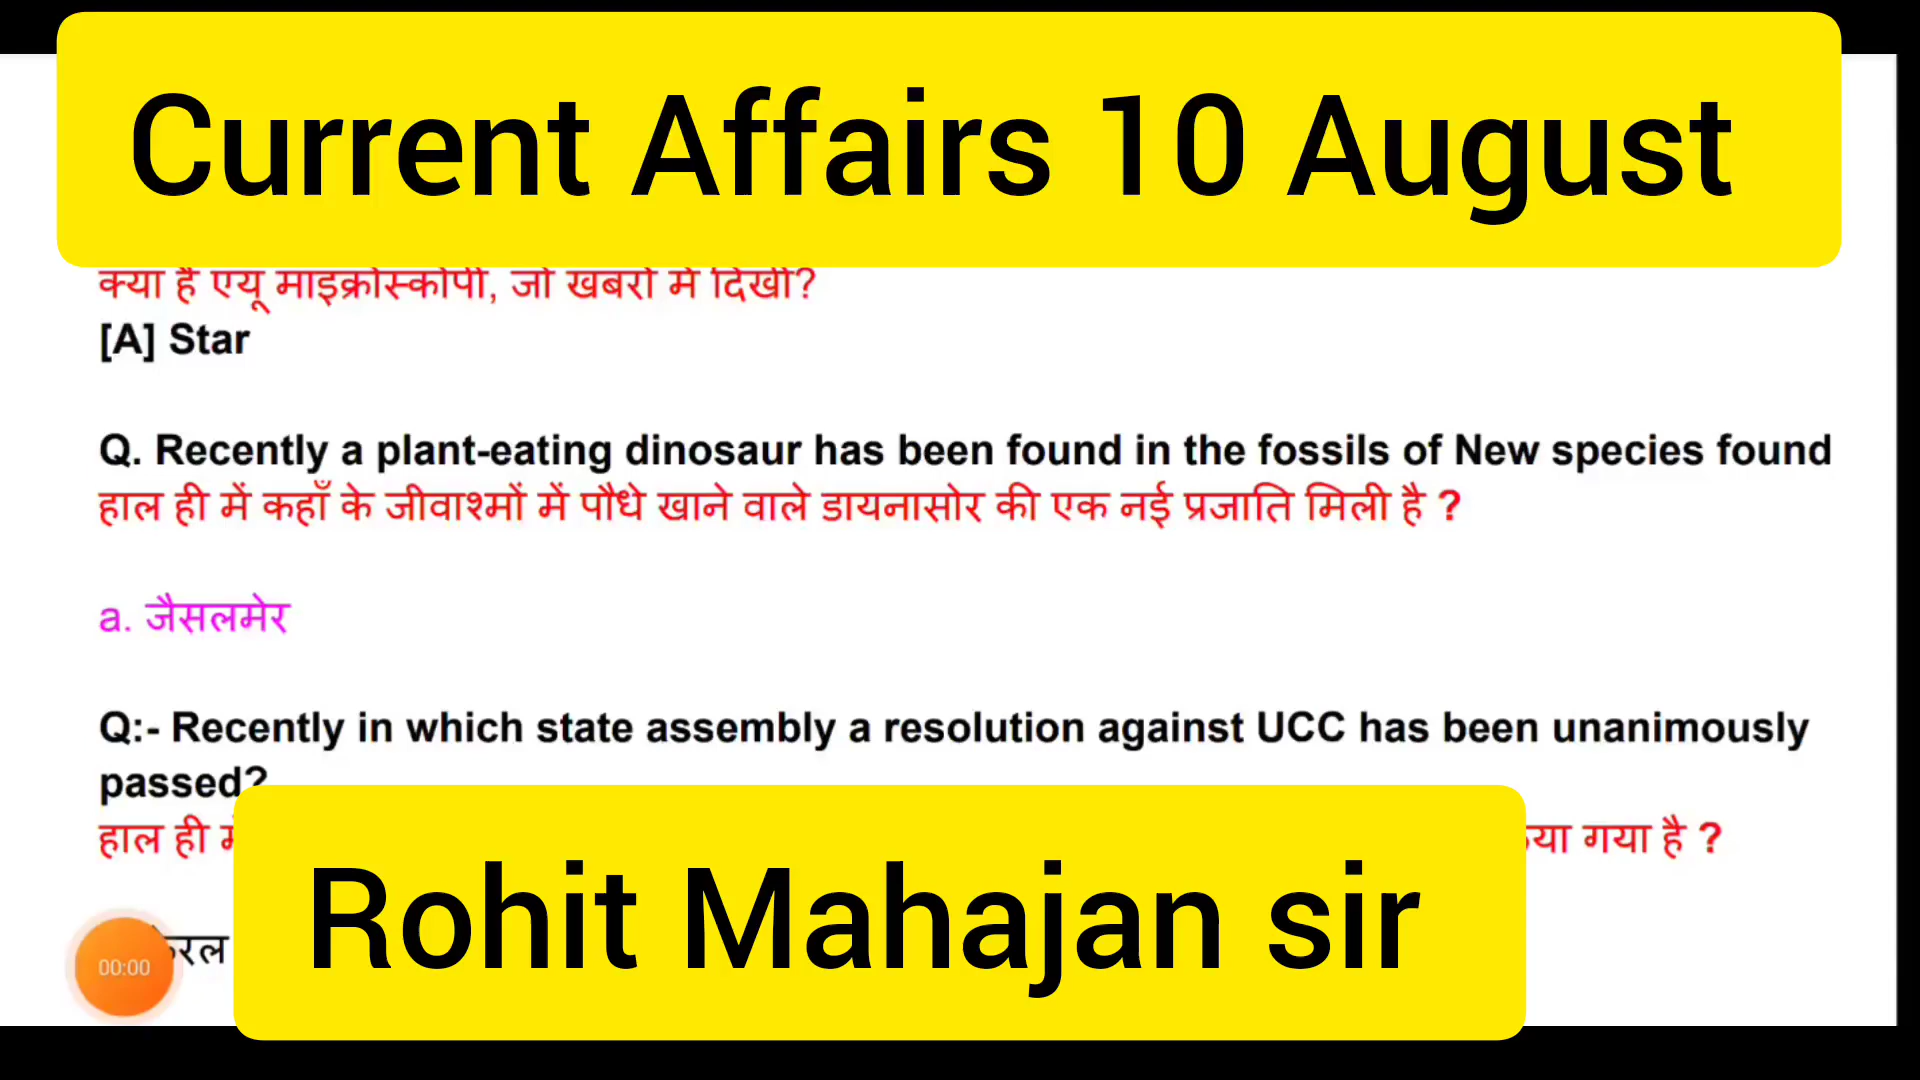 Current Affairs 10 August
क्या है एयू माइक्रोस्कोपी, जो खबरों में दिखी?
[A] Star
Q. Recently a plant-eating dinosaur has been found in the fossils of New species found
हाल ही में कहाँ के जीवाश्मों में पौधे खाने वाले डायनासोर की एक नई प्रजाति मिली है ?
a. जैसलमेर
Q:- Recently in which state assembly a resolution against UCC has been unanimously
passed?
हाल ही गया है ?
Rohit Mahajan sir
केरल
00:00